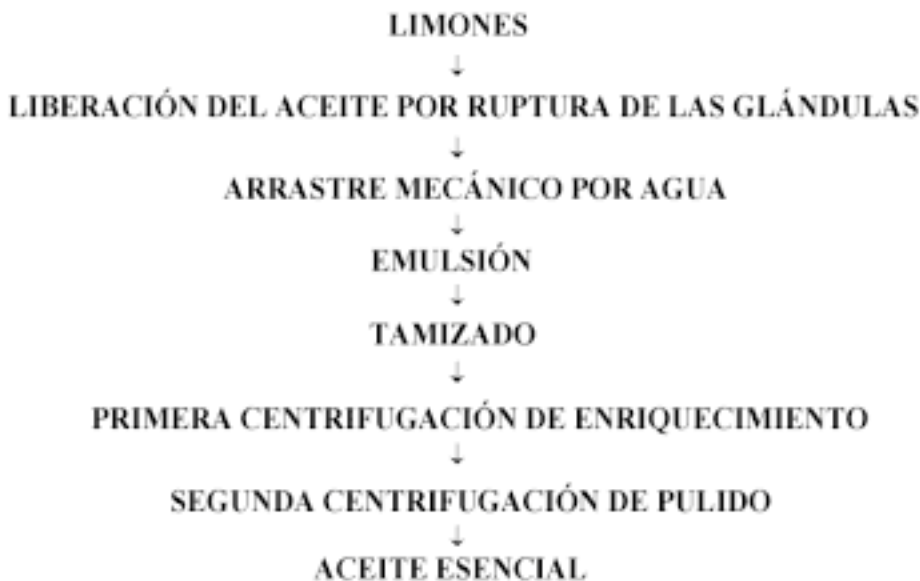 LIMONES
↓
LIBERACIÓN DEL ACEITE POR RUPTURA DE LAS GLÁNDULAS
↓
ARRASTRE MECÁNICO POR AGUA
↓
EMULSIÓN
↓
TAMIZADO
↓
PRIMERA CENTRIFUGACIÓN DE ENRIQUECIMIENTO
↓
SEGUNDA CENTRIFUGACIÓN DE PULIDO
↓
ACEITE ESENCIAL